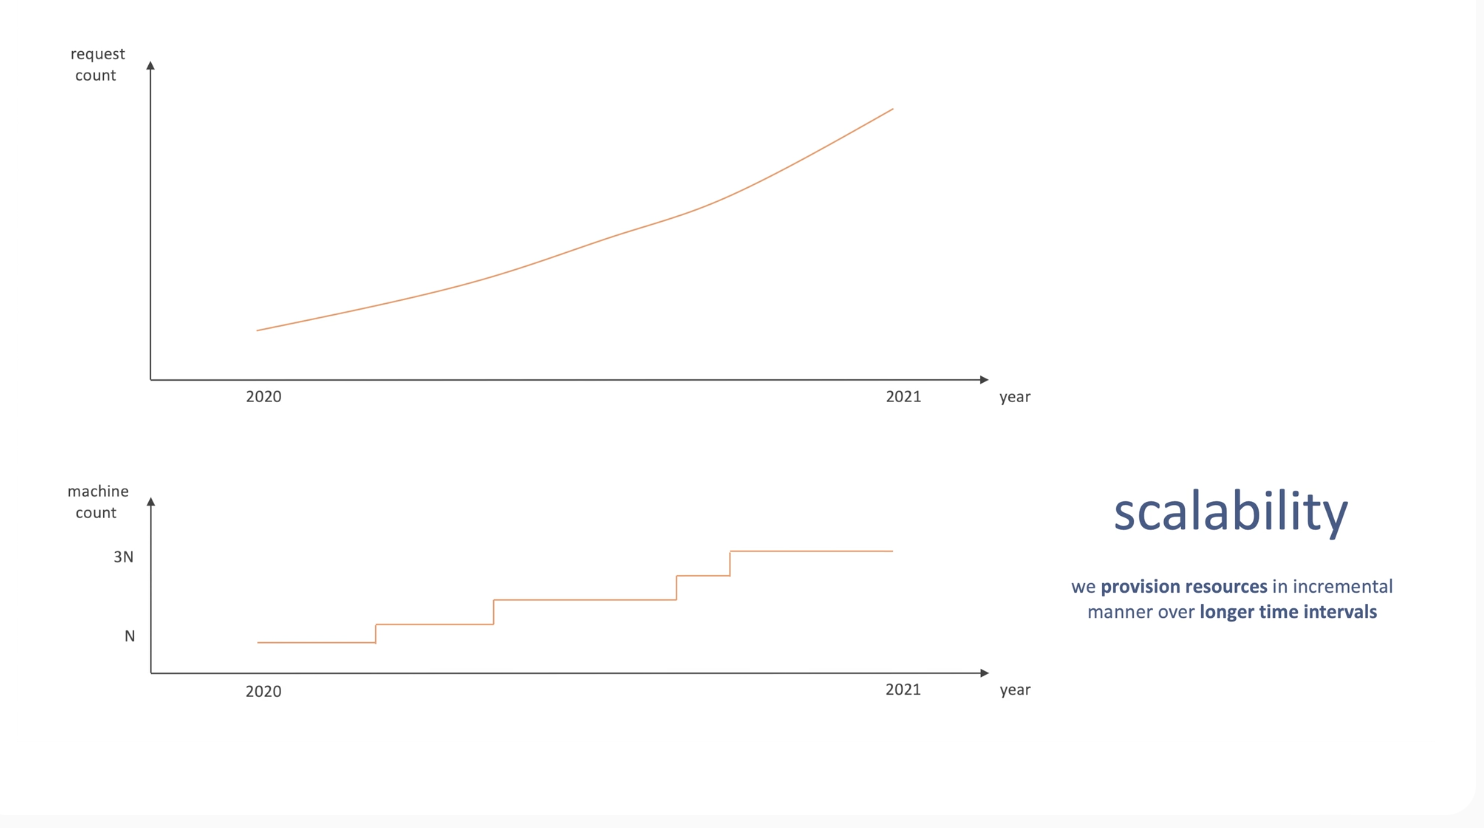 request
count
2020
2021
year
machine
count
3N
N
2020
2021
year
scalability
we provision resources in incremental
manner over longer time intervals